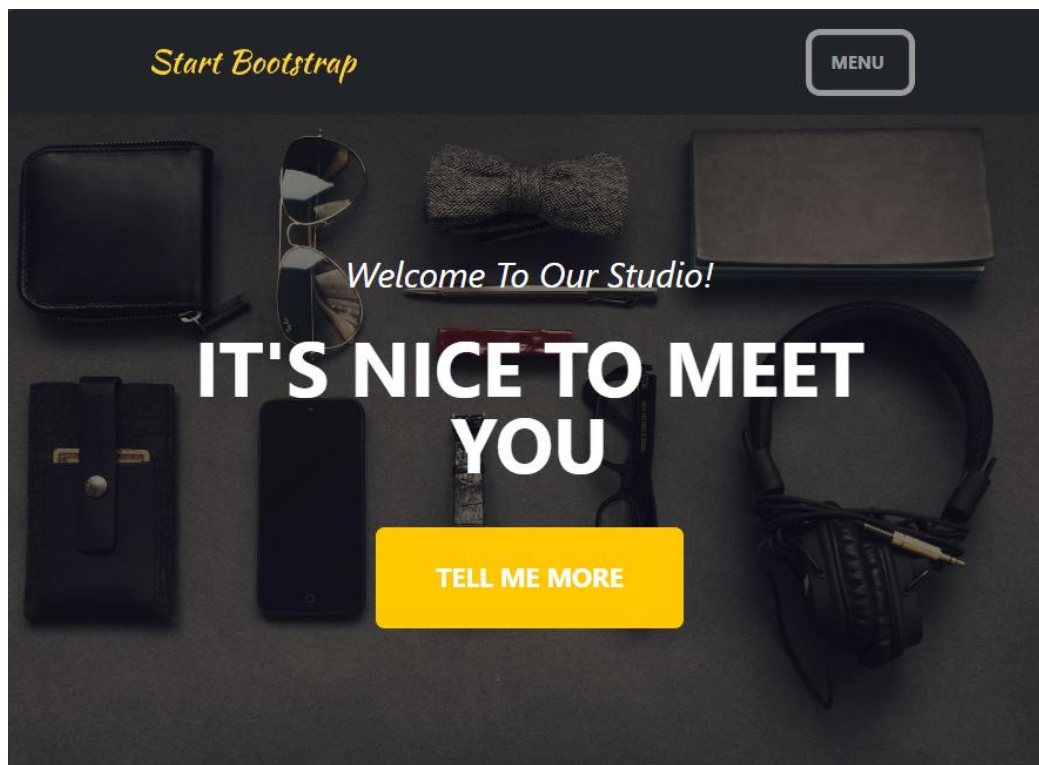 Start Bootstrap
MENU
Welcome To Our Studio!
IT'S NICE TO MEET
YOU
TELL ME MORE